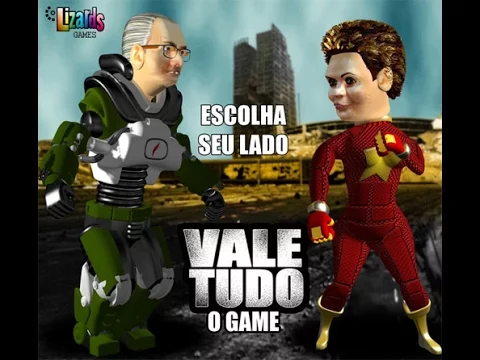 Lizards
GAMES
ESCOLHA
SEU LADO
VALE
TUDO
O GAME